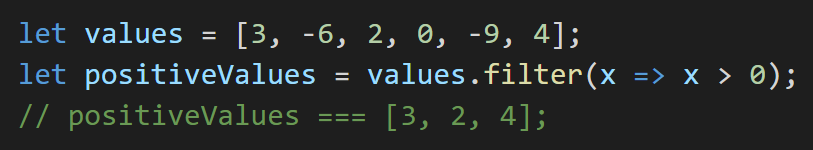 let values = [3, -6, 2, 0, -9, 4];
let positiveValues = values.filter(x => x > 0);
// positiveValues === [3, 2, 4];